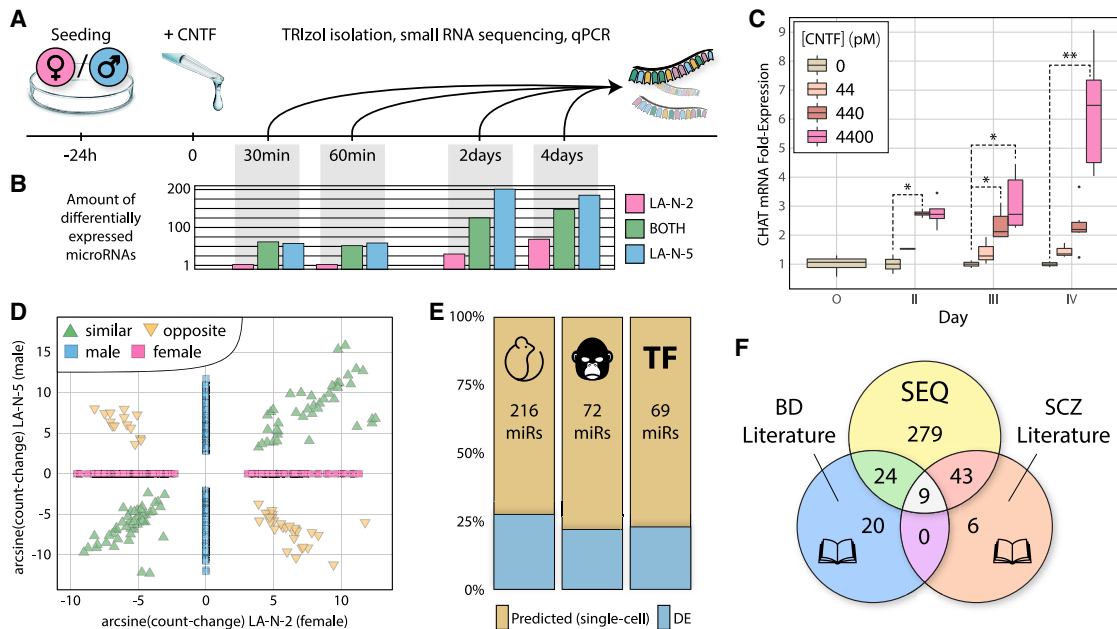 A
Seeding
+ CNTF
TRIzol isolation, small RNA sequencing, qPCR
♀/♂
-24h
0
30min
60min
2days
4days
B
Amount of
differentially
expressed
microRNAs
200
100
1
LA-N-2
BOTH
LA-N-5
C
CHAT mRNA Fold-Expression
9
8
7
6
5
4
3
2
1
[CNTF] (pM)
0
44
440
4400
*
*
*
**
O
II
III
IV
Day
D
similar
opposite
male
female
arcsine(count-change) LA-N-5 (male)
15
10
5
0
-5
-10
-10
-5
0
5
10
arcsine(count-change) LA-N-2 (female)
E
100%
75%
50%
25%
0%
216
miRs
72
miRs
TF
69
miRs
Predicted (single-cell)
DE
F
SEQ
279
BD
Literature
SCZ
Literature
24
43
9
20
0
6